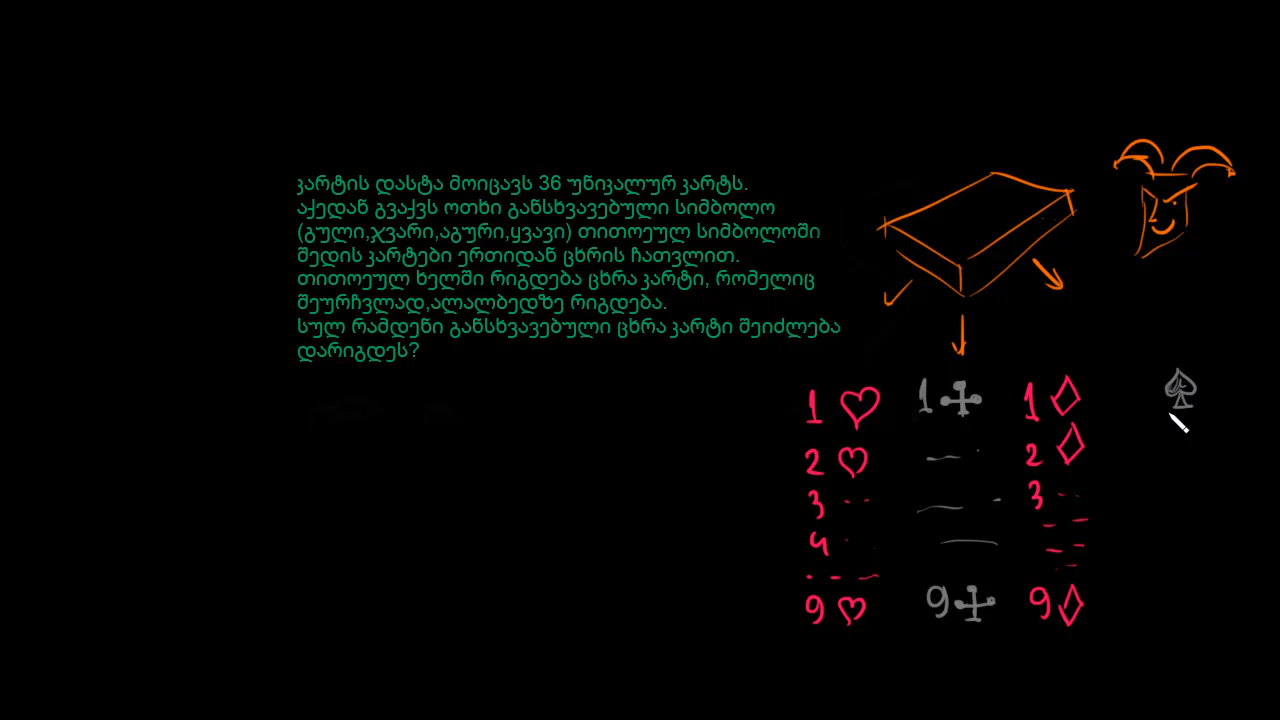 კარტის დასტა მოიცავს 36 უნიკალურ კარტს.
აქედან გვაქვს ოთხი განსხვავებული სიმბოლო
(გული,ჯვარი,აგური,ყვავი) თითოეულ სიმბოლოში
შედის კარტები ერთიდან ცხრის ჩათვლით.
თითოეულ ხელში რიგდება ცხრა კარტი, რომელიც
შეურჩვლად,ალალბედზე რიგდება.
სულ რამდენი განსხვავებული ცხრა კარტი შეიძლება
დარიგდეს?
1 1 1
2 2
3 3
4
9 9 9